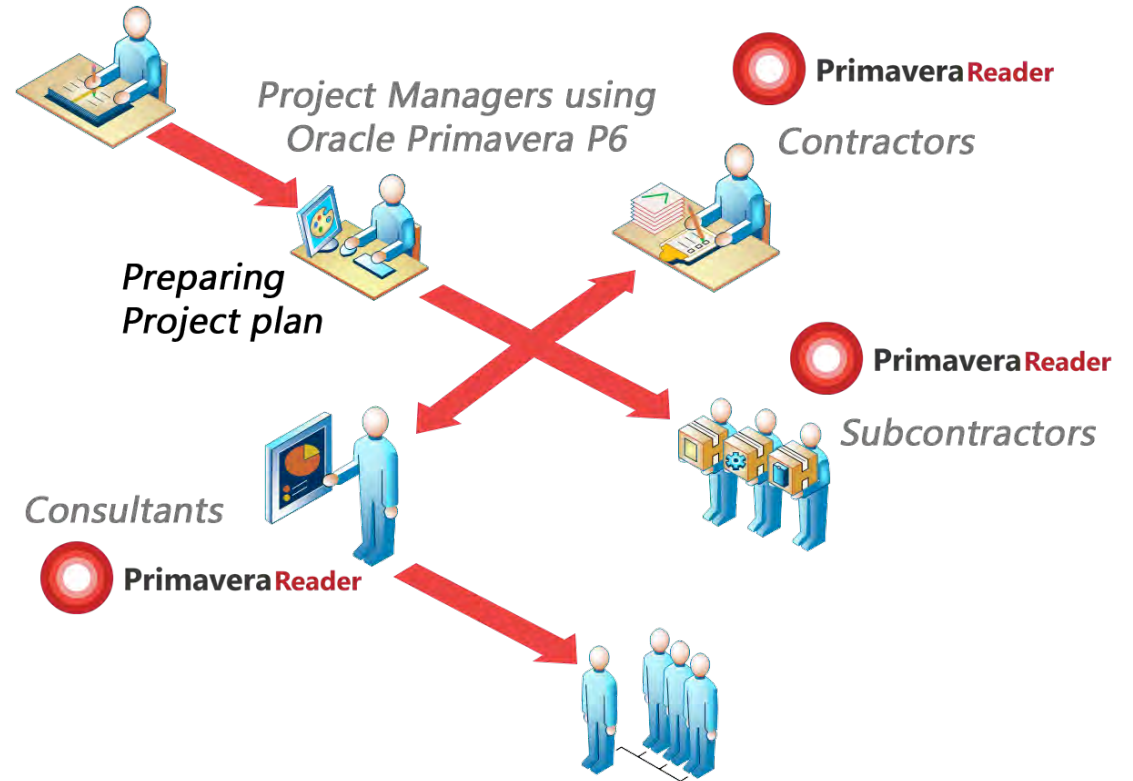 Project Managers using
Oracle Primavera P6
PrimaveraReader
Contractors
Preparing
Project plan
PrimaveraReader
Subcontractors
Consultants
PrimaveraReader